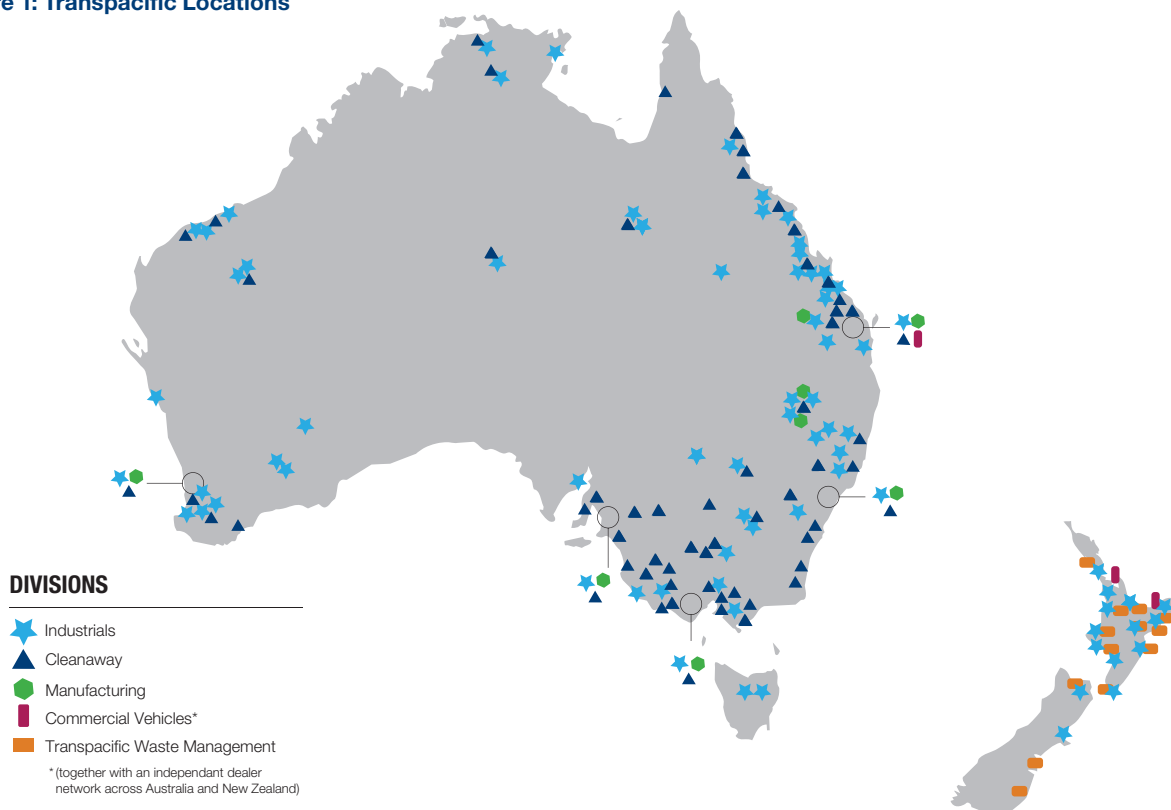 1: Transpacific Locations
DIVISIONS
Industrials
Cleanaway
Manufacturing
Commercial Vehicles*
Transpacific Waste Management
*(together with an independant dealer
network across Australia and New Zealand)